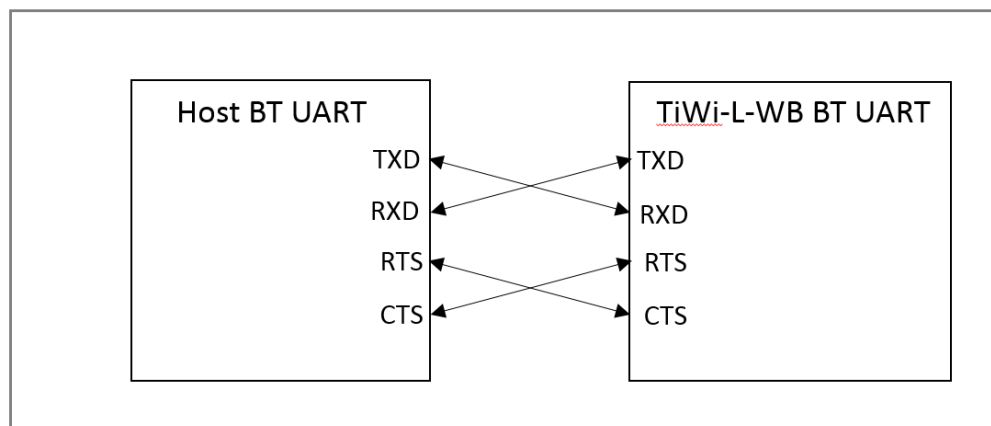 Host BT UART
TXD
RXD
RTS
CTS
TiWi-L-WB BT UART
TXD
RXD
RTS
CTS